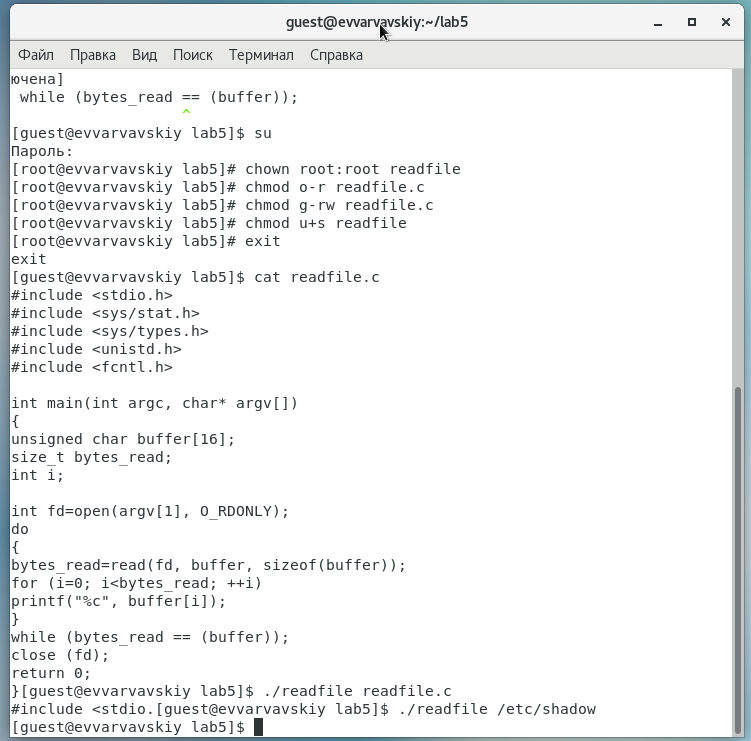 guest@evvarvavskiy:~/lab5
Файл Правка Вид Поиск Терминал Справка
ючена]
 while (bytes_read == (buffer));
                   ^
[guest@evvarvavskiy lab5]$ su
Пароль:
[root@evvarvavskiy lab5]# chown root:root readfile
[root@evvarvavskiy lab5]# chmod o-r readfile.c
[root@evvarvavskiy lab5]# chmod g-rw readfile.c
[root@evvarvavskiy lab5]# chmod u+s readfile
[root@evvarvavskiy lab5]# exit
exit
[guest@evvarvavskiy lab5]$ cat readfile.c
#include <stdio.h>
#include <sys/stat.h>
#include <sys/types.h>
#include <unistd.h>
#include <fcntl.h>

int main(int argc, char* argv[])
{
unsigned char buffer[16];
size_t bytes_read;
int i;

int fd=open(argv[1], O_RDONLY);
do
{
bytes_read=read(fd, buffer, sizeof(buffer));
for (i=0; i<bytes_read; ++i)
printf("%c", buffer[i]);
}
while (bytes_read == (buffer));
close (fd);
return 0;
}[guest@evvarvavskiy lab5]$ ./readfile readfile.c
#include <stdio.[guest@evvarvavskiy lab5]$ ./readfile /etc/shadow
[guest@evvarvavskiy lab5]$